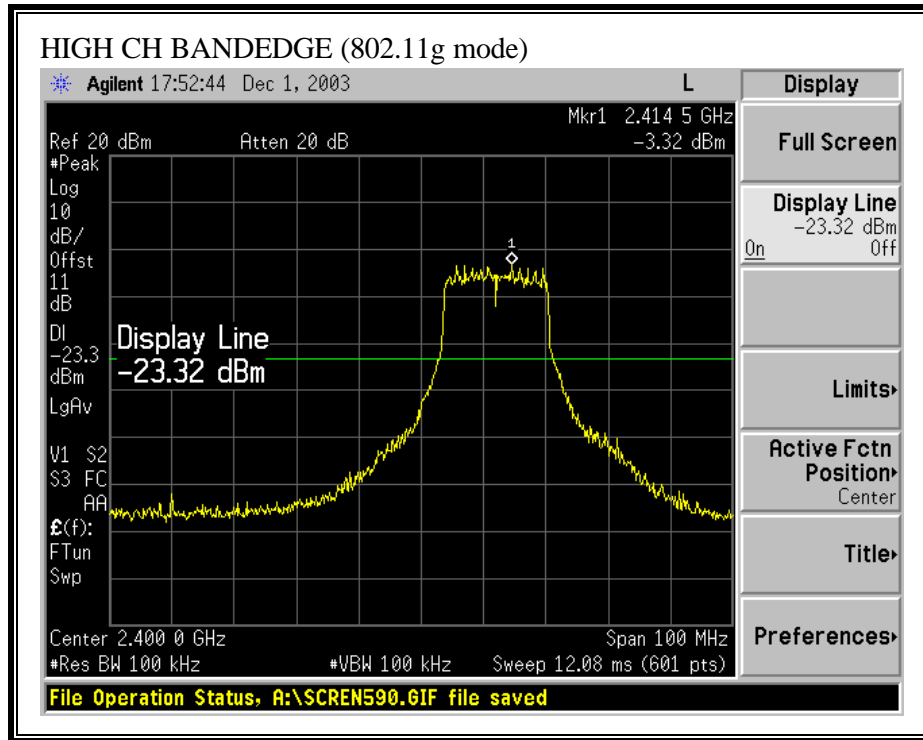 HIGH CH BANDEDGE (802.11g mode)
Agilent 17:52:44 Dec 1, 2003 L
Display
Mkr1 2.414 5 GHz
Ref 20 dBm Atten 20 dB -3.32 dBm
#Peak
Log
10
dB/
Offst
11
dB
DI
-23.3
dBm
LgAv
V1 S2
S3 FC
AA
£(f):
FTun
Swp
1
Display Line
-23.32 dBm
Center 2.400 0 GHz Span 100 MHz
#Res BW 100 kHz #VBW 100 kHz Sweep 12.08 ms (601 pts)
Full Screen
Display Line
-23.32 dBm
On Off
Limits
Active Fctn
Position
Center
Title
Preferences
File Operation Status, A:\SCREN590.GIF file saved